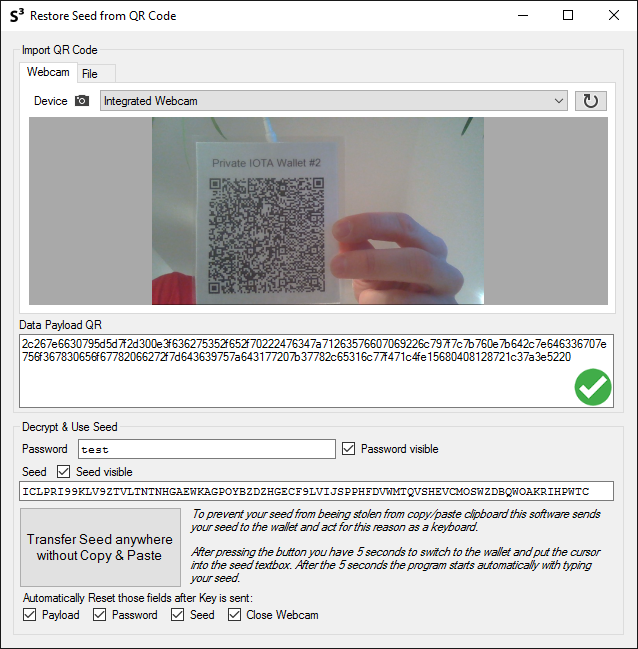 S³ Restore Seed from QR Code
Import QR Code
Webcam File
Device Integrated Webcam
Private IOTA Wallet #2
Data Payload QR
2c267e6630795d5d7f2d300e3f636275352f652f70222476347a71263576607069226c797f7c7b760e7b642c7e646336707e
756f367830656f67782066272f7d643639757a643177207b37782c65316c77f471c4fe15680408128721c37a3e5220
Decrypt & Use Seed
Password test Password visible
Seed Seed visible
ICLPRI99KLV9ZTVLTNTNHGAEWKAGPOYBZDZHGECF9LVIJSPPHFDVWMTQVSHEVCMOSWZDBQWOAKRIHPWTC
Transfer Seed anywhere
without Copy & Paste
To prevent your seed from beeing stolen from copy/paste clipboard this software sends
your seed to the wallet and act for this reason as a keyboard.
After pressing the button you have 5 seconds to switch to the wallet and put the cursor
into the seed textbox. After the 5 seconds the program starts automatically with typing
your seed.
Automatically Reset those fields after Key is sent:
Payload Password Seed Close Webcam